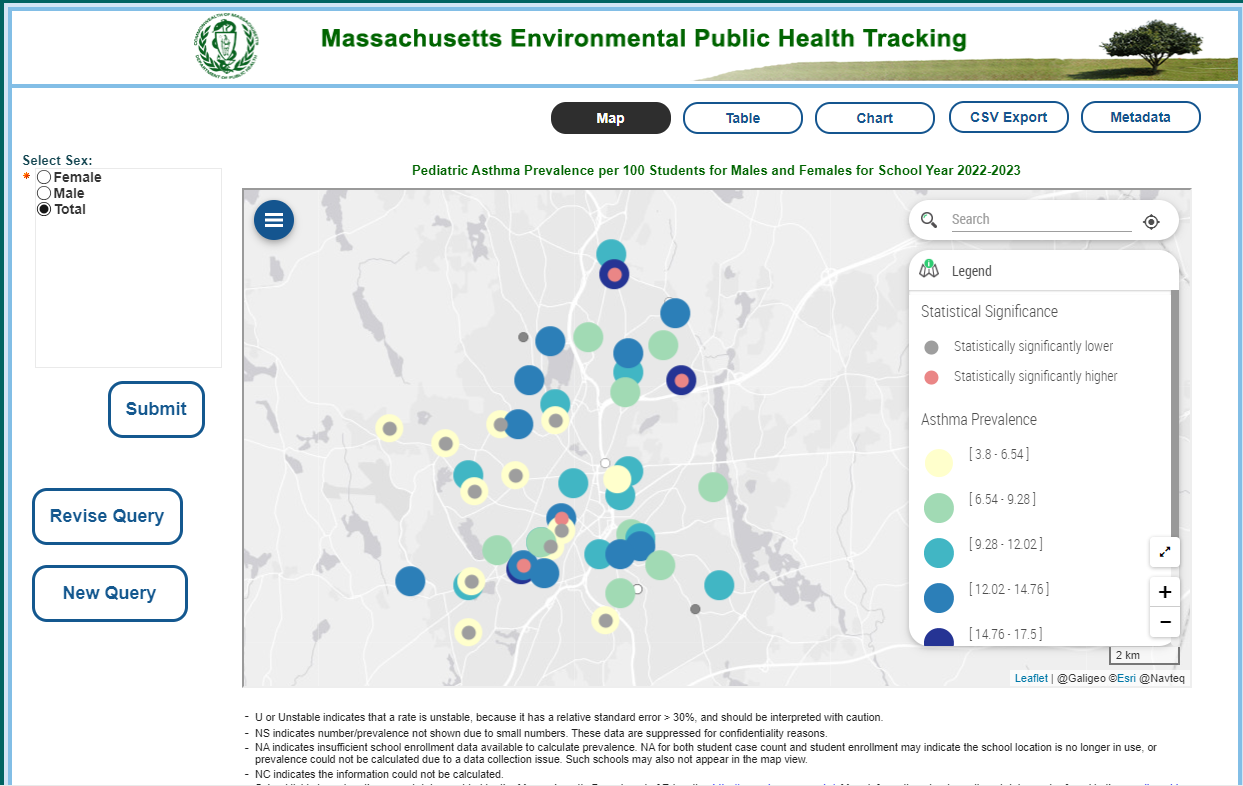 COMMONWEALTH OF MASSACHUSETTS
DEPARTMENT OF PUBLIC HEALTH
Massachusetts Environmental Public Health Tracking
Map
Table
Chart
CSV Export
Metadata
Select Sex:
* Female
Male
Total
Submit
Revise Query
New Query
Pediatric Asthma Prevalence per 100 Students for Males and Females for School Year 2022-2023
Search
Legend
Statistical Significance
Statistically significantly lower
Statistically significantly higher
Asthma Prevalence
[ 3.8 - 6.54 ]
[ 6.54 - 9.28 ]
[ 9.28 - 12.02 ]
[ 12.02 - 14.76 ]
[ 14.76 - 17.5 ]
+
−
2 km
Leaflet | @Galigeo ©Esri @Navteq
- U or Unstable indicates that a rate is unstable, because it has a relative standard error > 30%, and should be interpreted with caution.
- NS indicates number/prevalence not shown due to small numbers. These data are suppressed for confidentiality reasons.
- NA indicates insufficient school enrollment data available to calculate prevalence. NA for both student case count and student enrollment may indicate the school location is no longer in use, or
prevalence could not be calculated due to a data collection issue. Such schools may also not appear in the map view.
- NC indicates the information could not be calculated.